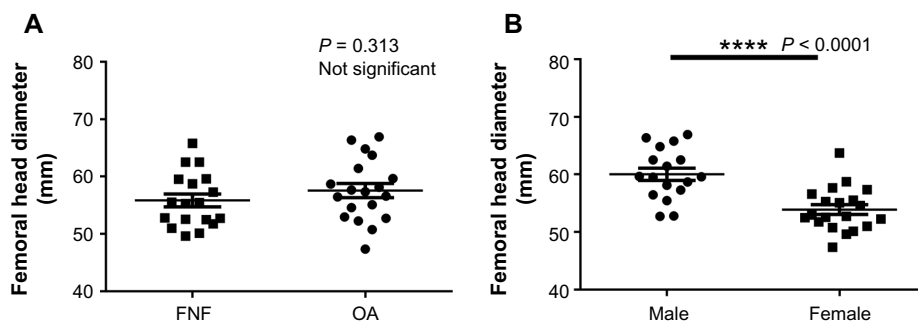 A
P = 0.313
Not significant
Femoral head diameter
(mm)
80
70
60
50
40
FNF
OA
B
**** P < 0.0001
Femoral head diameter
(mm)
80
70
60
50
40
Male
Female